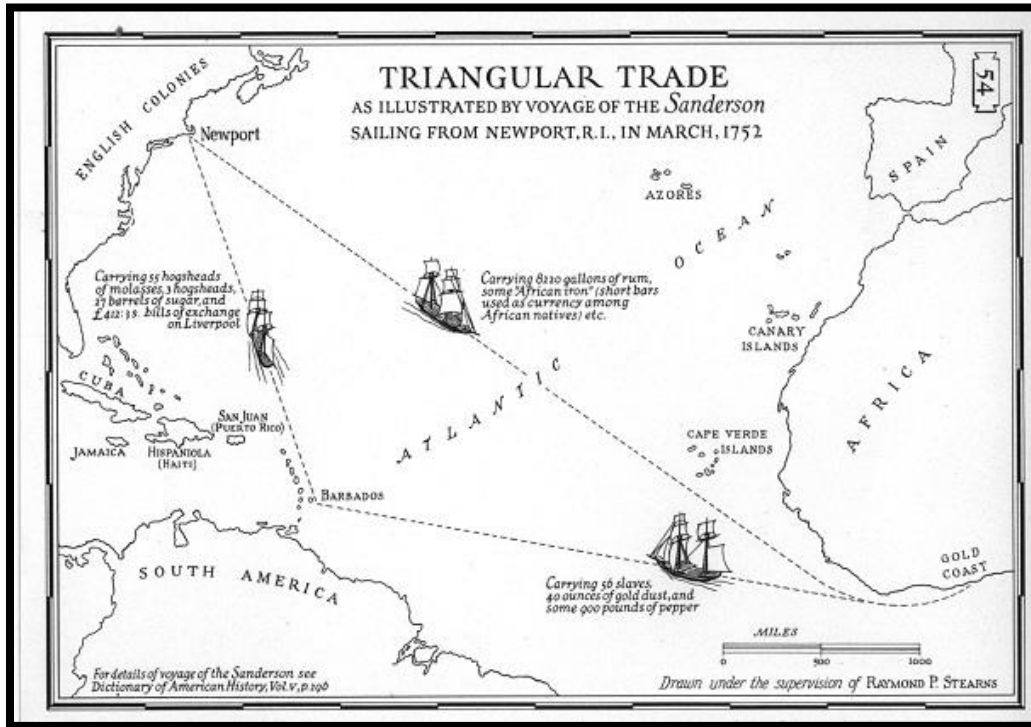 TRIANGULAR TRADE
AS ILLUSTRATED BY VOYAGE OF THE Sanderson
SAILING FROM NEWPORT, R.I., IN MARCH, 1752
54
ENGLISH COLONIES
Newport
SPAIN
AZORES
ATLANTIC OCEAN
Carrying 55 hogsheads
of molasses, 3 hogsheads,
27 barrels of sugar, and
£412:3s. bills of exchange
on Liverpool
Carrying 8220 gallons of rum,
some "African iron" (short bars
used as currency among
African natives) etc.
CANARY
ISLANDS
AFRICA
CUBA
SAN JUAN
(PUERTO RICO)
JAMAICA
HISPANIOLA
(HAITI)
CAPE VERDE
ISLANDS
BARBADOS
GOLD
COAST
SOUTH AMERICA
Carrying 56 slaves,
40 ounces of gold dust, and
some 900 pounds of pepper
MILES
0 500 1000
For details of voyage of the Sanderson see
Dictionary of American History, Vol. V, p. 196
Drawn under the supervision of RAYMOND P. STEARNS